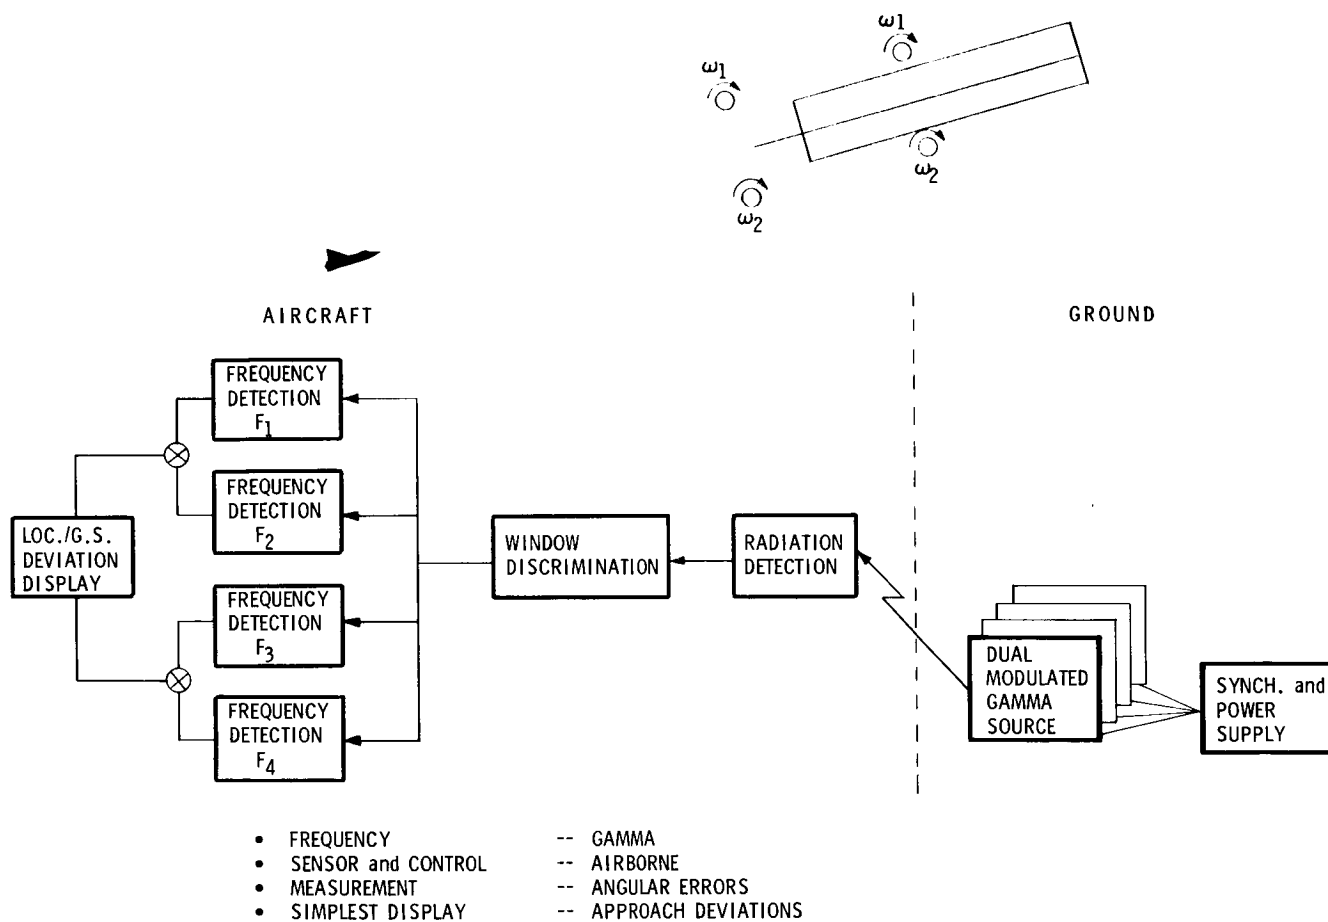 ω1
ω1
ω2
ω2
AIRCRAFT
GROUND
FREQUENCY
DETECTION
F1
FREQUENCY
DETECTION
F2
LOC./G.S.
DEVIATION
DISPLAY
FREQUENCY
DETECTION
F3
FREQUENCY
DETECTION
F4
WINDOW
DISCRIMINATION
RADIATION
DETECTION
DUAL
MODULATED
GAMMA
SOURCE
SYNCH. and
POWER
SUPPLY
• FREQUENCY -- GAMMA
• SENSOR and CONTROL -- AIRBORNE
• MEASUREMENT -- ANGULAR ERRORS
• SIMPLEST DISPLAY -- APPROACH DEVIATIONS